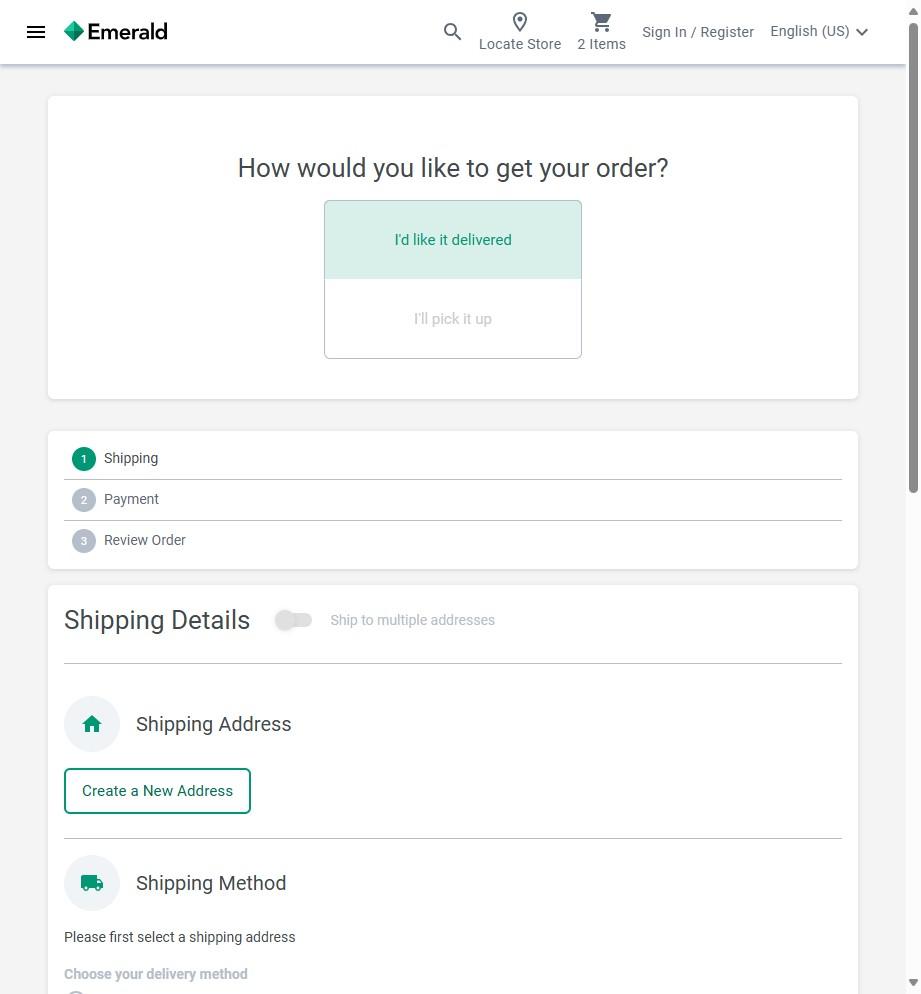 Emerald
Locate Store
2 Items
Sign In / Register
English (US)
How would you like to get your order?
I'd like it delivered
I'll pick it up
1 Shipping
2 Payment
3 Review Order
Shipping Details
Ship to multiple addresses
Shipping Address
Create a New Address
Shipping Method
Please first select a shipping address
Choose your delivery method